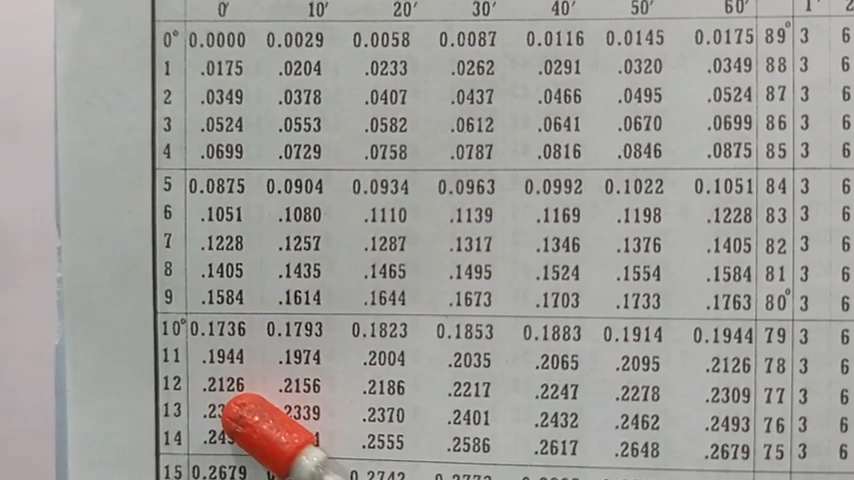 0′ 10′ 20′ 30′ 40′ 50′ 60′ 1′ 2
0° 0.0000 0.0029 0.0058 0.0087 0.0116 0.0145 0.0175 89° 3 6
1 .0175 .0204 .0233 .0262 .0291 .0320 .0349 88 3 6
2 .0349 .0378 .0407 .0437 .0466 .0495 .0524 87 3 6
3 .0524 .0553 .0582 .0612 .0641 .0670 .0699 86 3 6
4 .0699 .0729 .0758 .0787 .0816 .0846 .0875 85 3 6
5 0.0875 0.0904 0.0934 0.0963 0.0992 0.1022 0.1051 84 3 6
6 .1051 .1080 .1110 .1139 .1169 .1198 .1228 83 3 6
7 .1228 .1257 .1287 .1317 .1346 .1376 .1405 82 3 6
8 .1405 .1435 .1465 .1495 .1524 .1554 .1584 81 3 6
9 .1584 .1614 .1644 .1673 .1703 .1733 .1763 80° 3 6
10° 0.1736 0.1793 0.1823 0.1853 0.1883 0.1914 0.1944 79 3 6
11 .1944 .1974 .2004 .2035 .2065 .2095 .2126 78 3 6
12 .2126 .2156 .2186 .2217 .2247 .2278 .2309 77 3 6
13 .2339 .2370 .2401 .2432 .2462 .2493 76 3 6
14 .2555 .2586 .2617 .2648 .2679 75 3 6
15 0.2679 0.2742